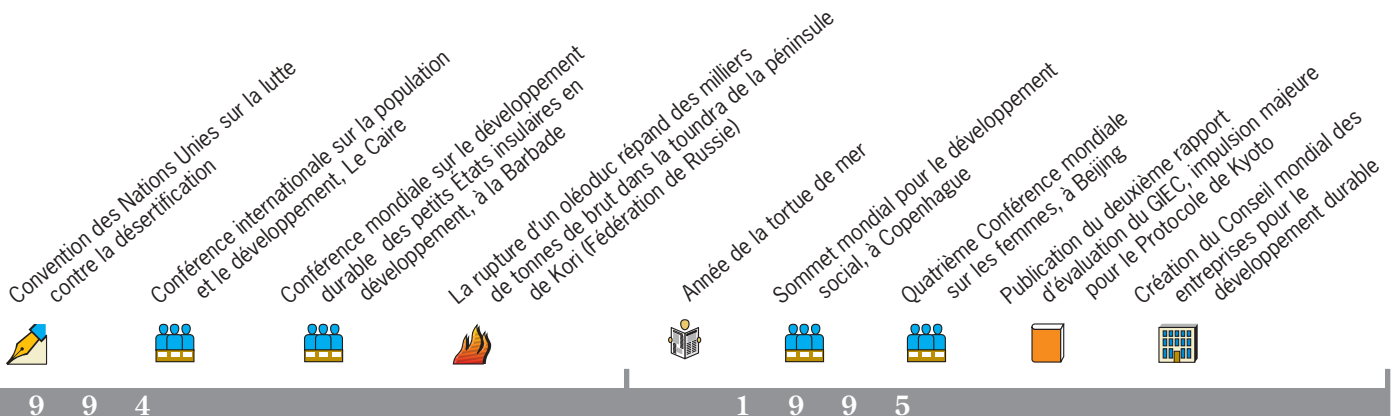 Convention des Nations Unies sur la lutte
contre la désertification
Conférence internationale sur la population
et le développement, Le Caire
Conférence mondiale sur le développement
durable des petits États insulaires en
développement, à la Barbade
La rupture d'un oléoduc répand des milliers
de tonnes de brut dans la toundra de la péninsule
de Kori (Fédération de Russie)
Année de la tortue de mer
Sommet mondial pour le développement
social, à Copenhague
Quatrième Conférence mondiale
sur les femmes, à Beijing
Publication du deuxième rapport
d'évaluation du GIEC, impulsion majeure
pour le Protocole de Kyoto
Création du Conseil mondial des
entreprises pour le
développement durable
9 9 4
1 9 9 5